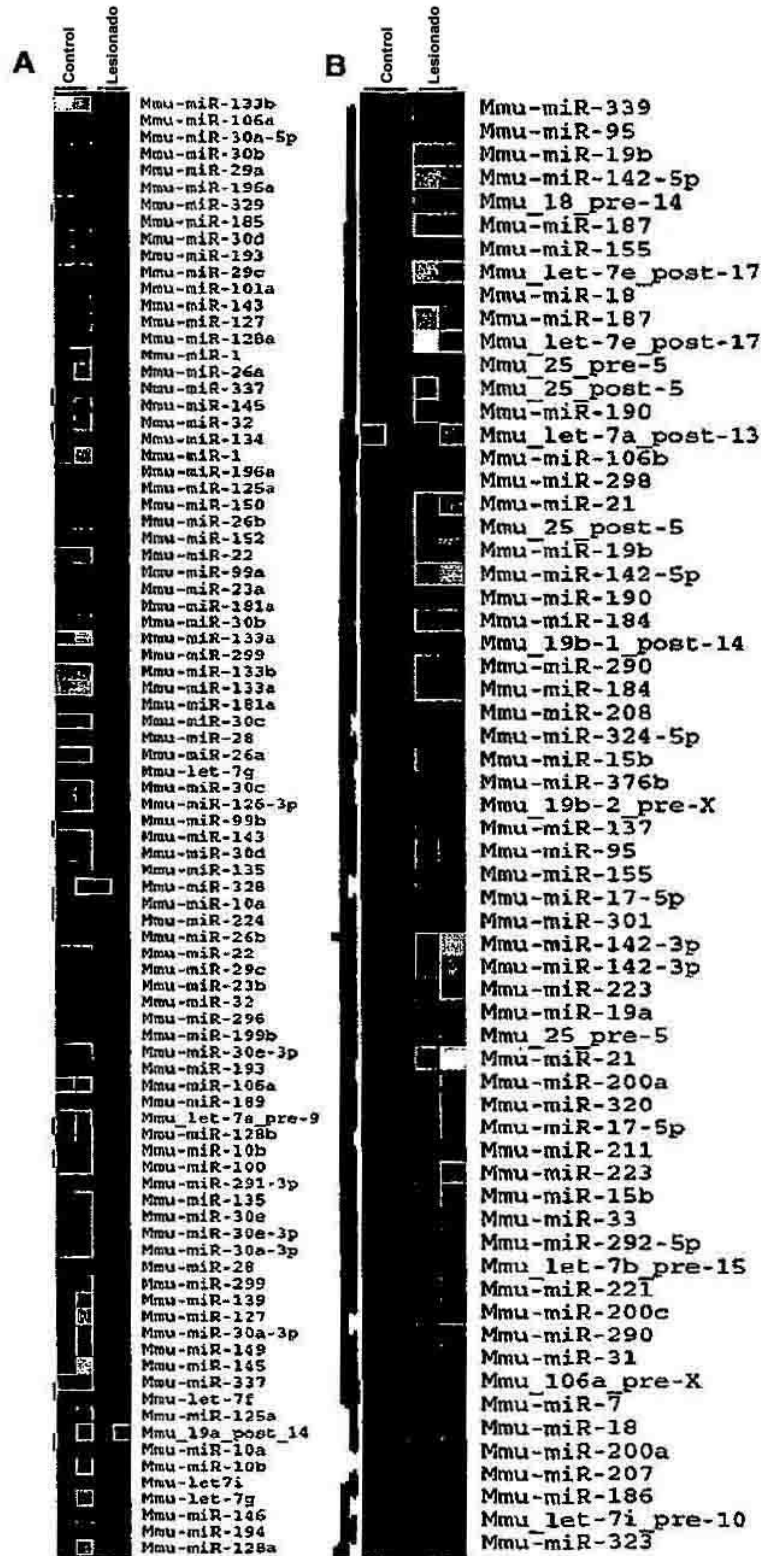 A
Control
Lesionado
Mmu-miR-133b
Mmu-miR-106a
Mmu-miR-30a-5p
Mmu-miR-30b
Mmu-miR-29a
Mmu-miR-196a
Mmu-miR-329
Mmu-miR-185
Mmu-miR-30d
Mmu-miR-193
Mmu-miR-29c
Mmu-miR-101a
Mmu-miR-143
Mmu-miR-127
Mmu-miR-128a
Mmu-miR-1
Mmu-miR-26a
Mmu-miR-337
Mmu-miR-145
Mmu-miR-32
Mmu-miR-134
Mmu-miR-1
Mmu-miR-196a
Mmu-miR-125a
Mmu-miR-150
Mmu-miR-26b
Mmu-miR-152
Mmu-miR-22
Mmu-miR-99a
Mmu-miR-23a
Mmu-miR-181a
Mmu-miR-30b
Mmu-miR-133a
Mmu-miR-299
Mmu-miR-133b
Mmu-miR-133a
Mmu-miR-181a
Mmu-miR-30c
Mmu-miR-28
Mmu-miR-26a
Mmu-let-7g
Mmu-miR-30c
Mmu-miR-126-3p
Mmu-miR-99b
Mmu-miR-143
Mmu-miR-30d
Mmu-miR-135
Mmu-miR-328
Mmu-miR-10a
Mmu-miR-224
Mmu-miR-26b
Mmu-miR-22
Mmu-miR-29c
Mmu-miR-23b
Mmu-miR-32
Mmu-miR-296
Mmu-miR-199b
Mmu-miR-30e-3p
Mmu-miR-193
Mmu-miR-106a
Mmu-miR-189
Mmu_let-7a_pre-9
Mmu-miR-128b
Mmu-miR-10b
Mmu-miR-100
Mmu-miR-291-3p
Mmu-miR-135
Mmu-miR-30e
Mmu-miR-30e-3p
Mmu-miR-30a-3p
Mmu-miR-28
Mmu-miR-299
Mmu-miR-139
Mmu-miR-127
Mmu-miR-30a-3p
Mmu-miR-149
Mmu-miR-145
Mmu-miR-337
Mmu-let-7f
Mmu-miR-125a
Mmu_19a_post_14
Mmu-miR-10a
Mmu-miR-10b
Mmu-let7i
Mmu-let-7g
Mmu-miR-146
Mmu-miR-194
Mmu-miR-128a
B
Control
Lesionado
Mmu-miR-339
Mmu-miR-95
Mmu-miR-19b
Mmu-miR-142-5p
Mmu_18_pre-14
Mmu-miR-187
Mmu-miR-155
Mmu_let-7e_post-17
Mmu-miR-18
Mmu-miR-187
Mmu_let-7e_post-17
Mmu_25_pre-5
Mmu_25_post-5
Mmu-miR-190
Mmu_let-7a_post-13
Mmu-miR-106b
Mmu-miR-298
Mmu-miR-21
Mmu_25_post-5
Mmu-miR-19b
Mmu-miR-142-5p
Mmu-miR-190
Mmu-miR-184
Mmu_19b-1_post-14
Mmu-miR-290
Mmu-miR-184
Mmu-miR-208
Mmu-miR-324-5p
Mmu-miR-15b
Mmu-miR-376b
Mmu_19b-2_pre-X
Mmu-miR-137
Mmu-miR-95
Mmu-miR-155
Mmu-miR-17-5p
Mmu-miR-301
Mmu-miR-142-3p
Mmu-miR-142-3p
Mmu-miR-223
Mmu-miR-19a
Mmu_25_pre-5
Mmu-miR-21
Mmu-miR-200a
Mmu-miR-320
Mmu-miR-17-5p
Mmu-miR-211
Mmu-miR-223
Mmu-miR-15b
Mmu-miR-33
Mmu-miR-292-5p
Mmu_let-7b_pre-15
Mmu-miR-221
Mmu-miR-200c
Mmu-miR-290
Mmu-miR-31
Mmu_106a_pre-X
Mmu-miR-7
Mmu-miR-18
Mmu-miR-200a
Mmu-miR-207
Mmu-miR-186
Mmu_let-7i_pre-10
Mmu-miR-323